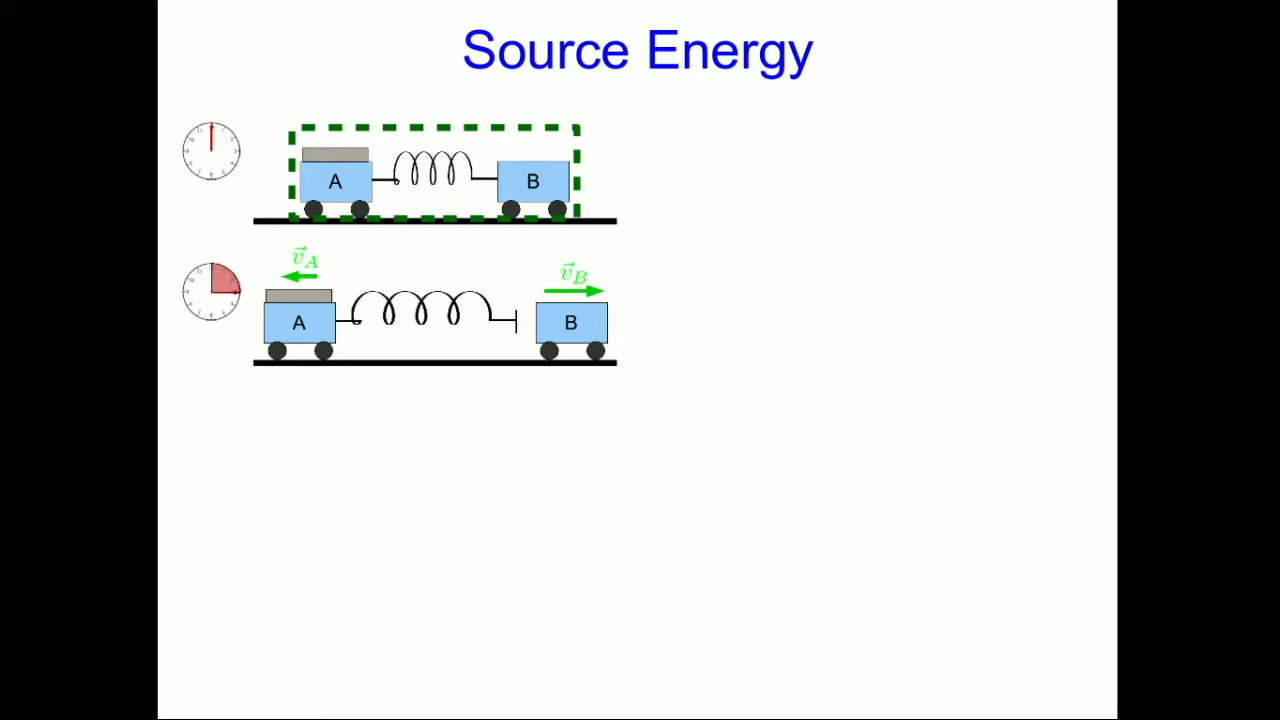 Source Energy
A B
v⃗A
v⃗B
A B